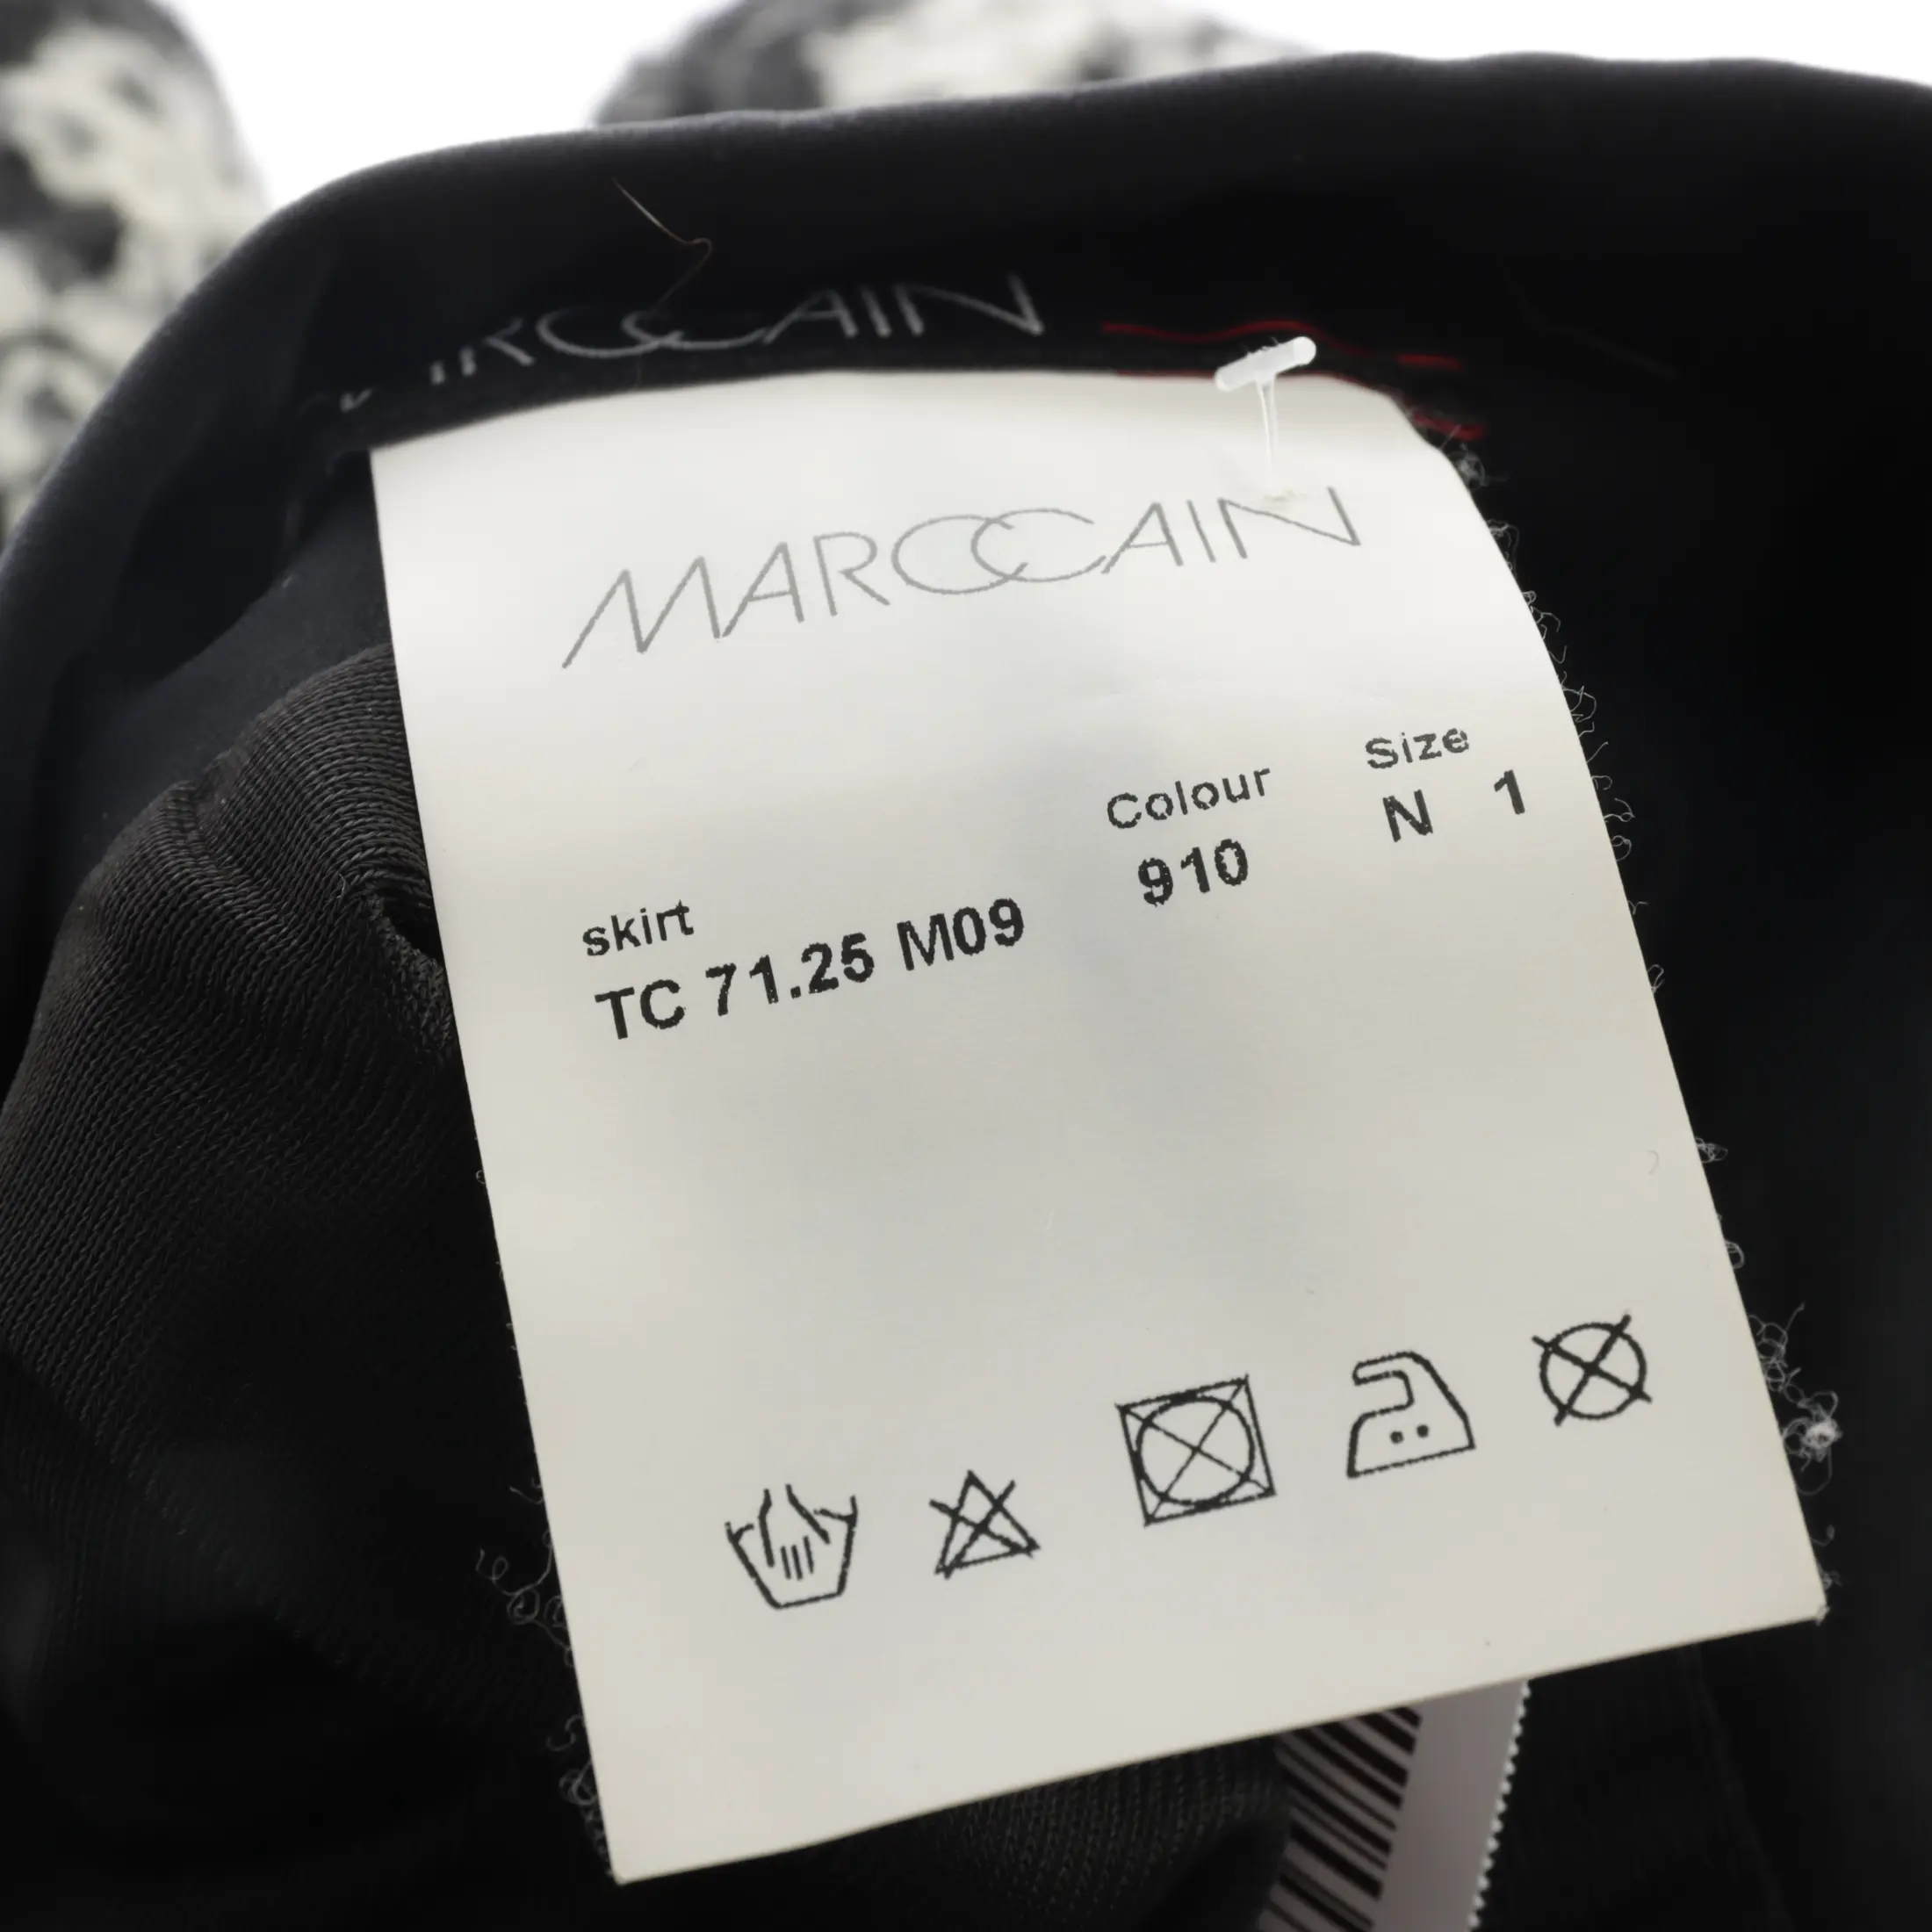 MARCCAIN
Colour Size
910 N 1
skirt
TC 71.25 M09